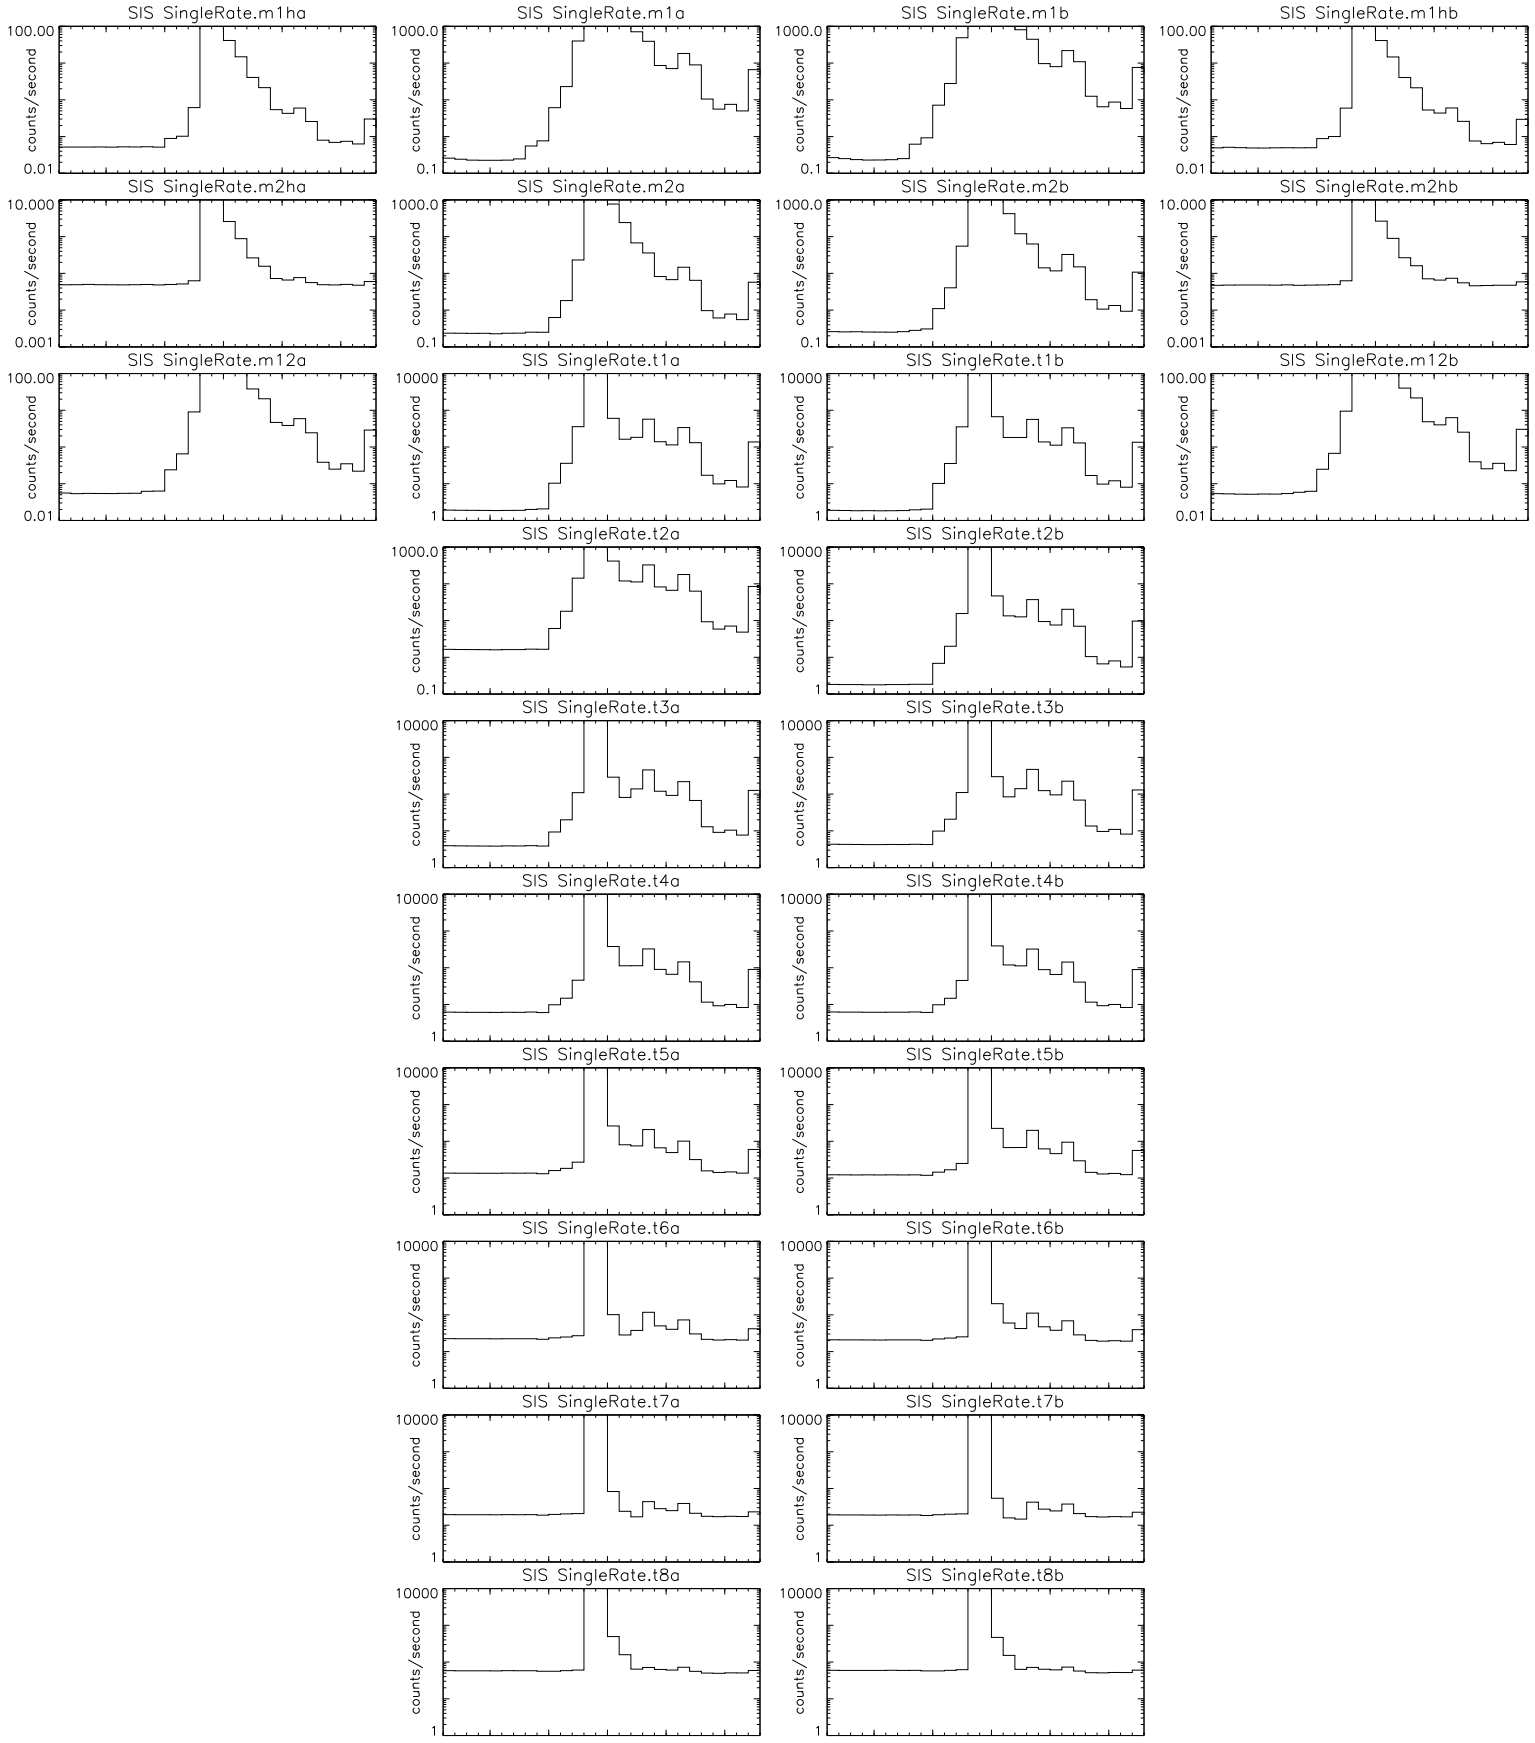 SIS SingleRate.m1ha
100.00
counts/second
0.01
SIS SingleRate.m1a
1000.0
counts/second
0.1
SIS SingleRate.m1b
1000.0
counts/second
0.1
SIS SingleRate.m1hb
100.00
counts/second
0.01
SIS SingleRate.m2ha
10.000
counts/second
0.001
SIS SingleRate.m2a
1000.0
counts/second
0.1
SIS SingleRate.m2b
1000.0
counts/second
0.1
SIS SingleRate.m2hb
10.000
counts/second
0.001
SIS SingleRate.m12a
100.00
counts/second
0.01
SIS SingleRate.t1a
10000
counts/second
1
SIS SingleRate.t1b
10000
counts/second
1
SIS SingleRate.m12b
100.00
counts/second
0.01
SIS SingleRate.t2a
1000.0
counts/second
0.1
SIS SingleRate.t2b
10000
counts/second
1
SIS SingleRate.t3a
10000
counts/second
1
SIS SingleRate.t3b
10000
counts/second
1
SIS SingleRate.t4a
10000
counts/second
1
SIS SingleRate.t4b
10000
counts/second
1
SIS SingleRate.t5a
10000
counts/second
1
SIS SingleRate.t5b
10000
counts/second
1
SIS SingleRate.t6a
10000
counts/second
1
SIS SingleRate.t6b
10000
counts/second
1
SIS SingleRate.t7a
10000
counts/second
1
SIS SingleRate.t7b
10000
counts/second
1
SIS SingleRate.t8a
10000
counts/second
1
SIS SingleRate.t8b
10000
counts/second
1